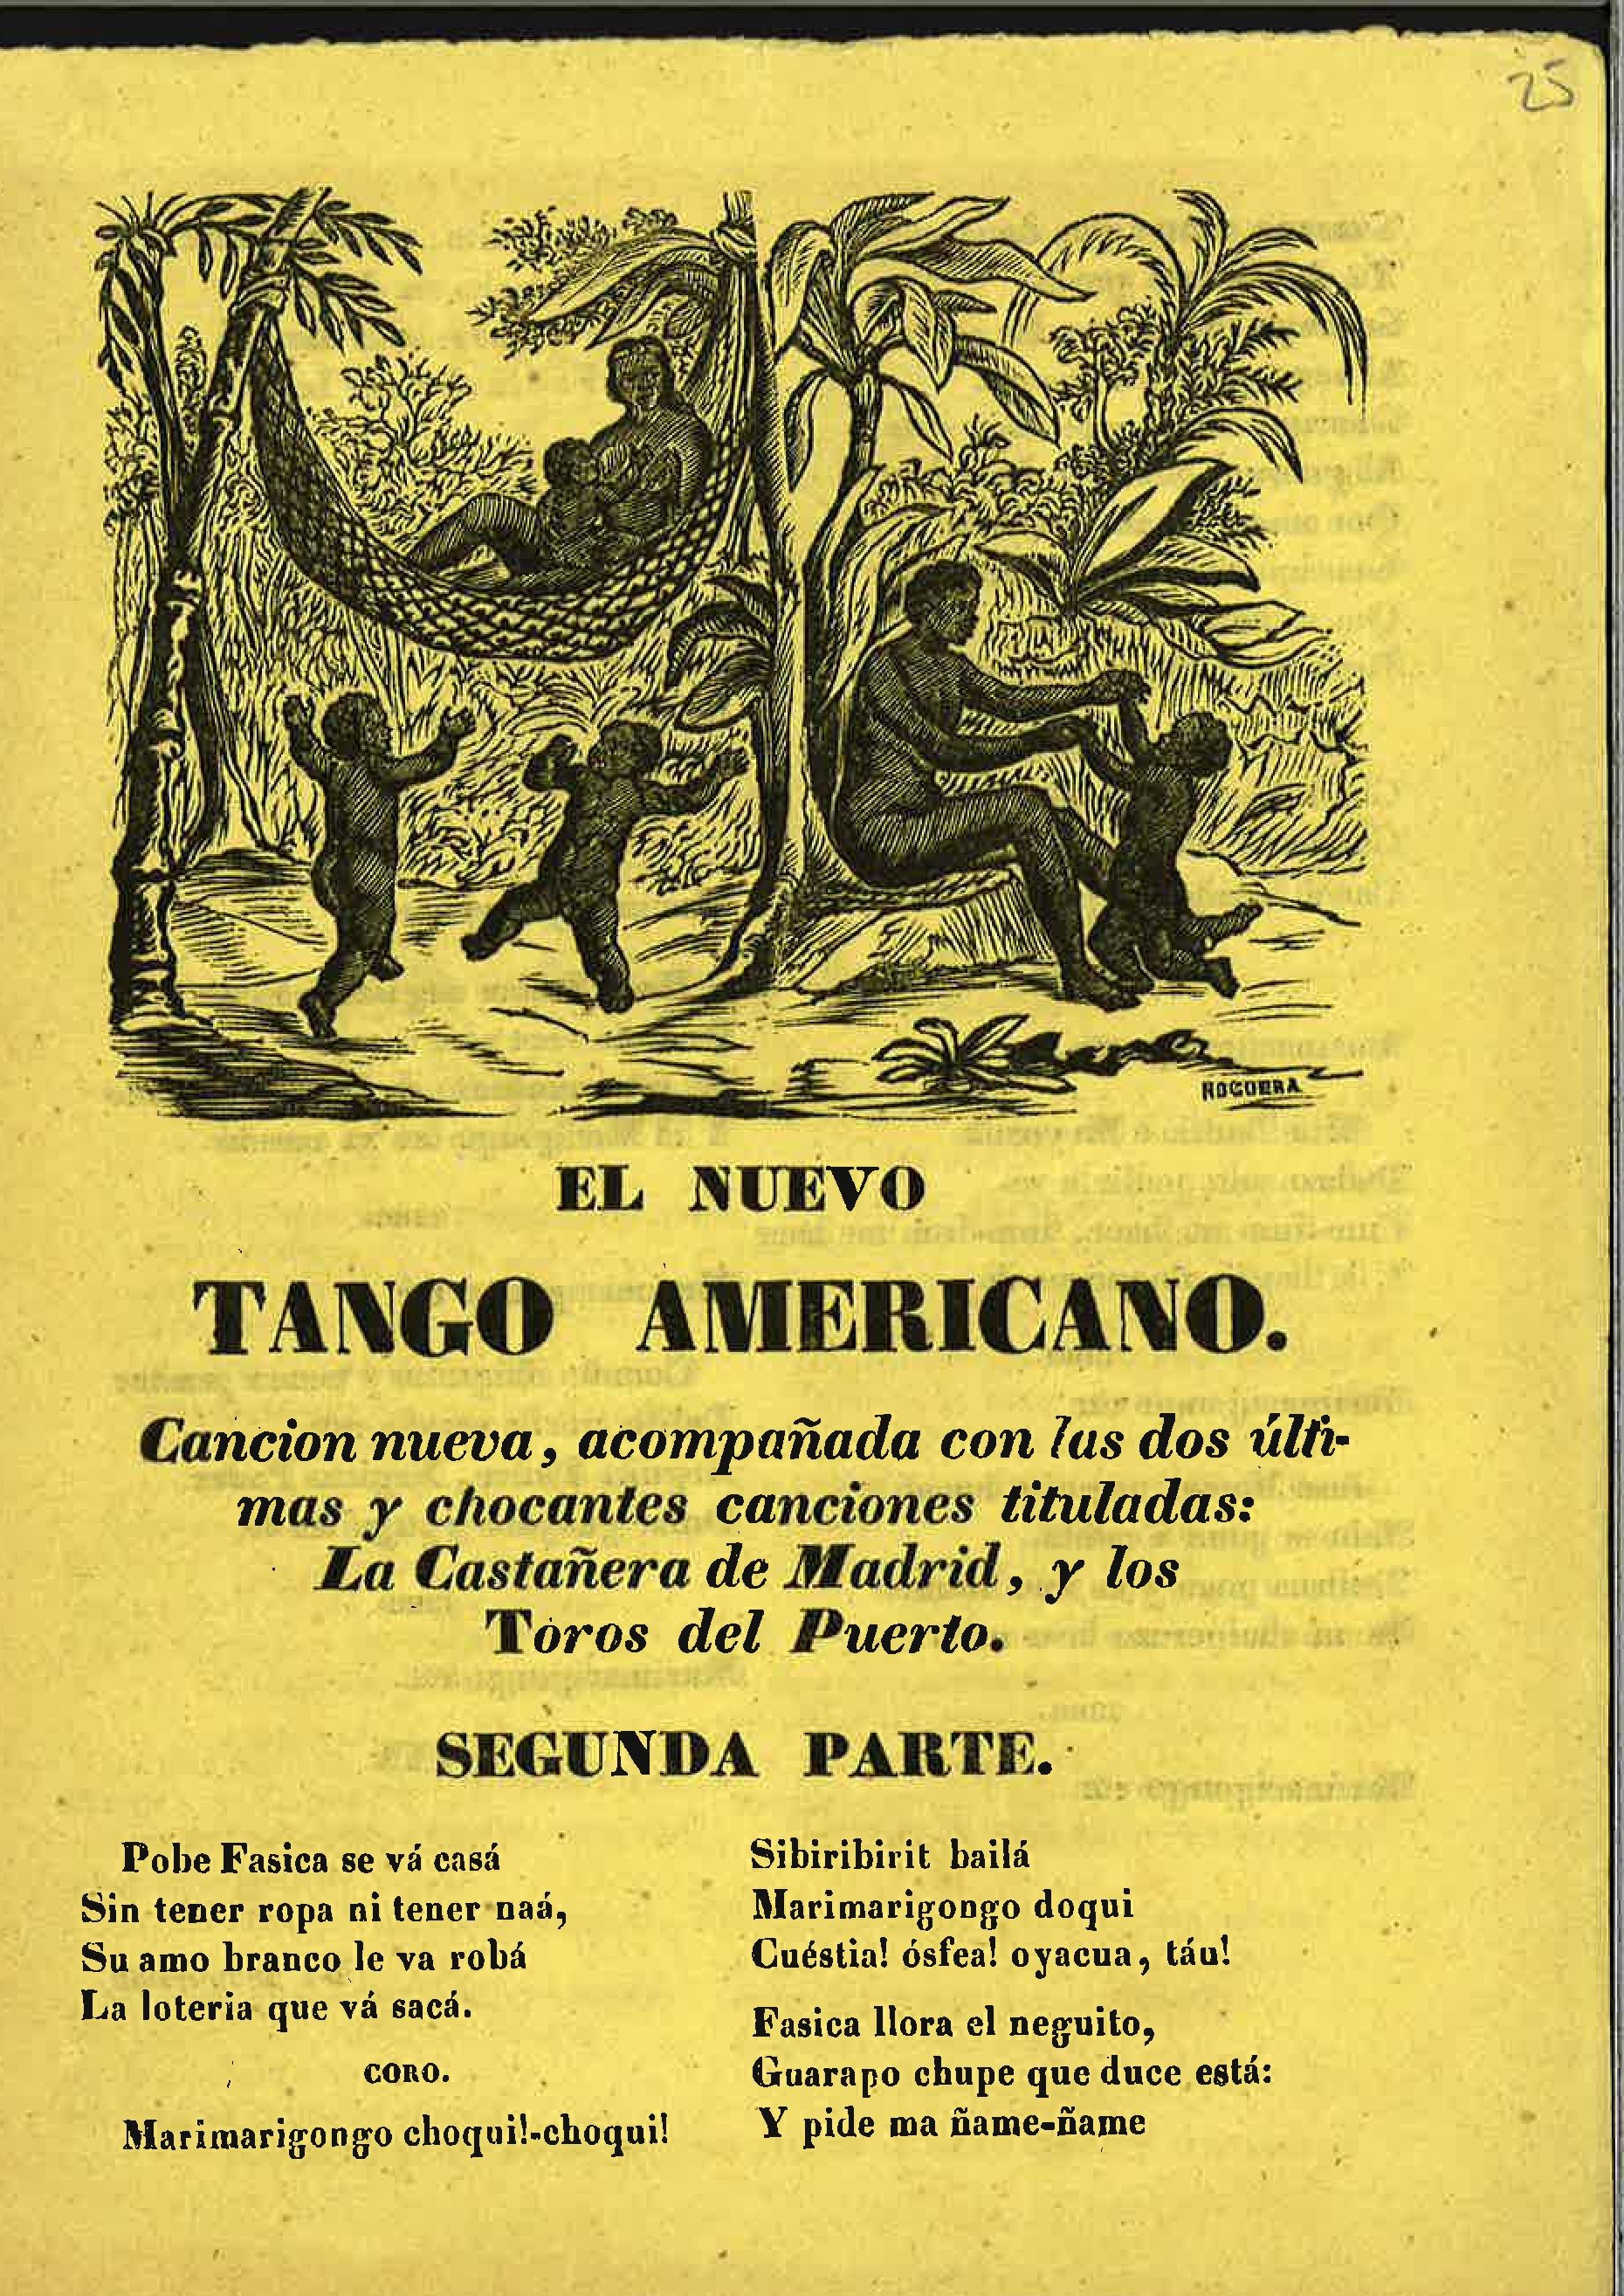 25
NOGUERA
EL NUEVO
TANGO AMERICANO.
Cancion nueva, acompañada con las dos últi-
mas y chocantes canciones tituladas:
La Castañera de Madrid, y los
Toros del Puerto.
SEGUNDA PARTE.
Pobe Fasica se vá casá
Sin tener ropa ni tener naá,
Su amo branco le va robá
La loteria que vá sacá.
CORO.
Marimarigongo choqui!-choqui!
Sibiribirit bailá
Marimarigongo doqui
Cuéstia! ósfea! oyacua, táu!
Fasica llora el neguito,
Guarapo chupe que duce está:
Y pide ma ñame-ñame